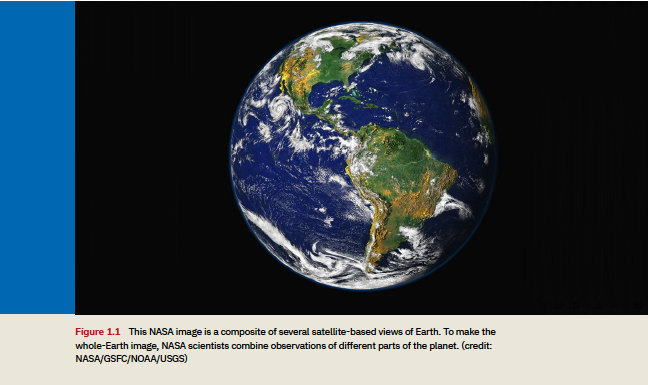 Figure 1.1 This NASA image is a composite of several satellite-based views of Earth. To make the
whole-Earth image, NASA scientists combine observations of different parts of the planet. (credit:
NASA/GSFC/NOAA/USGS)